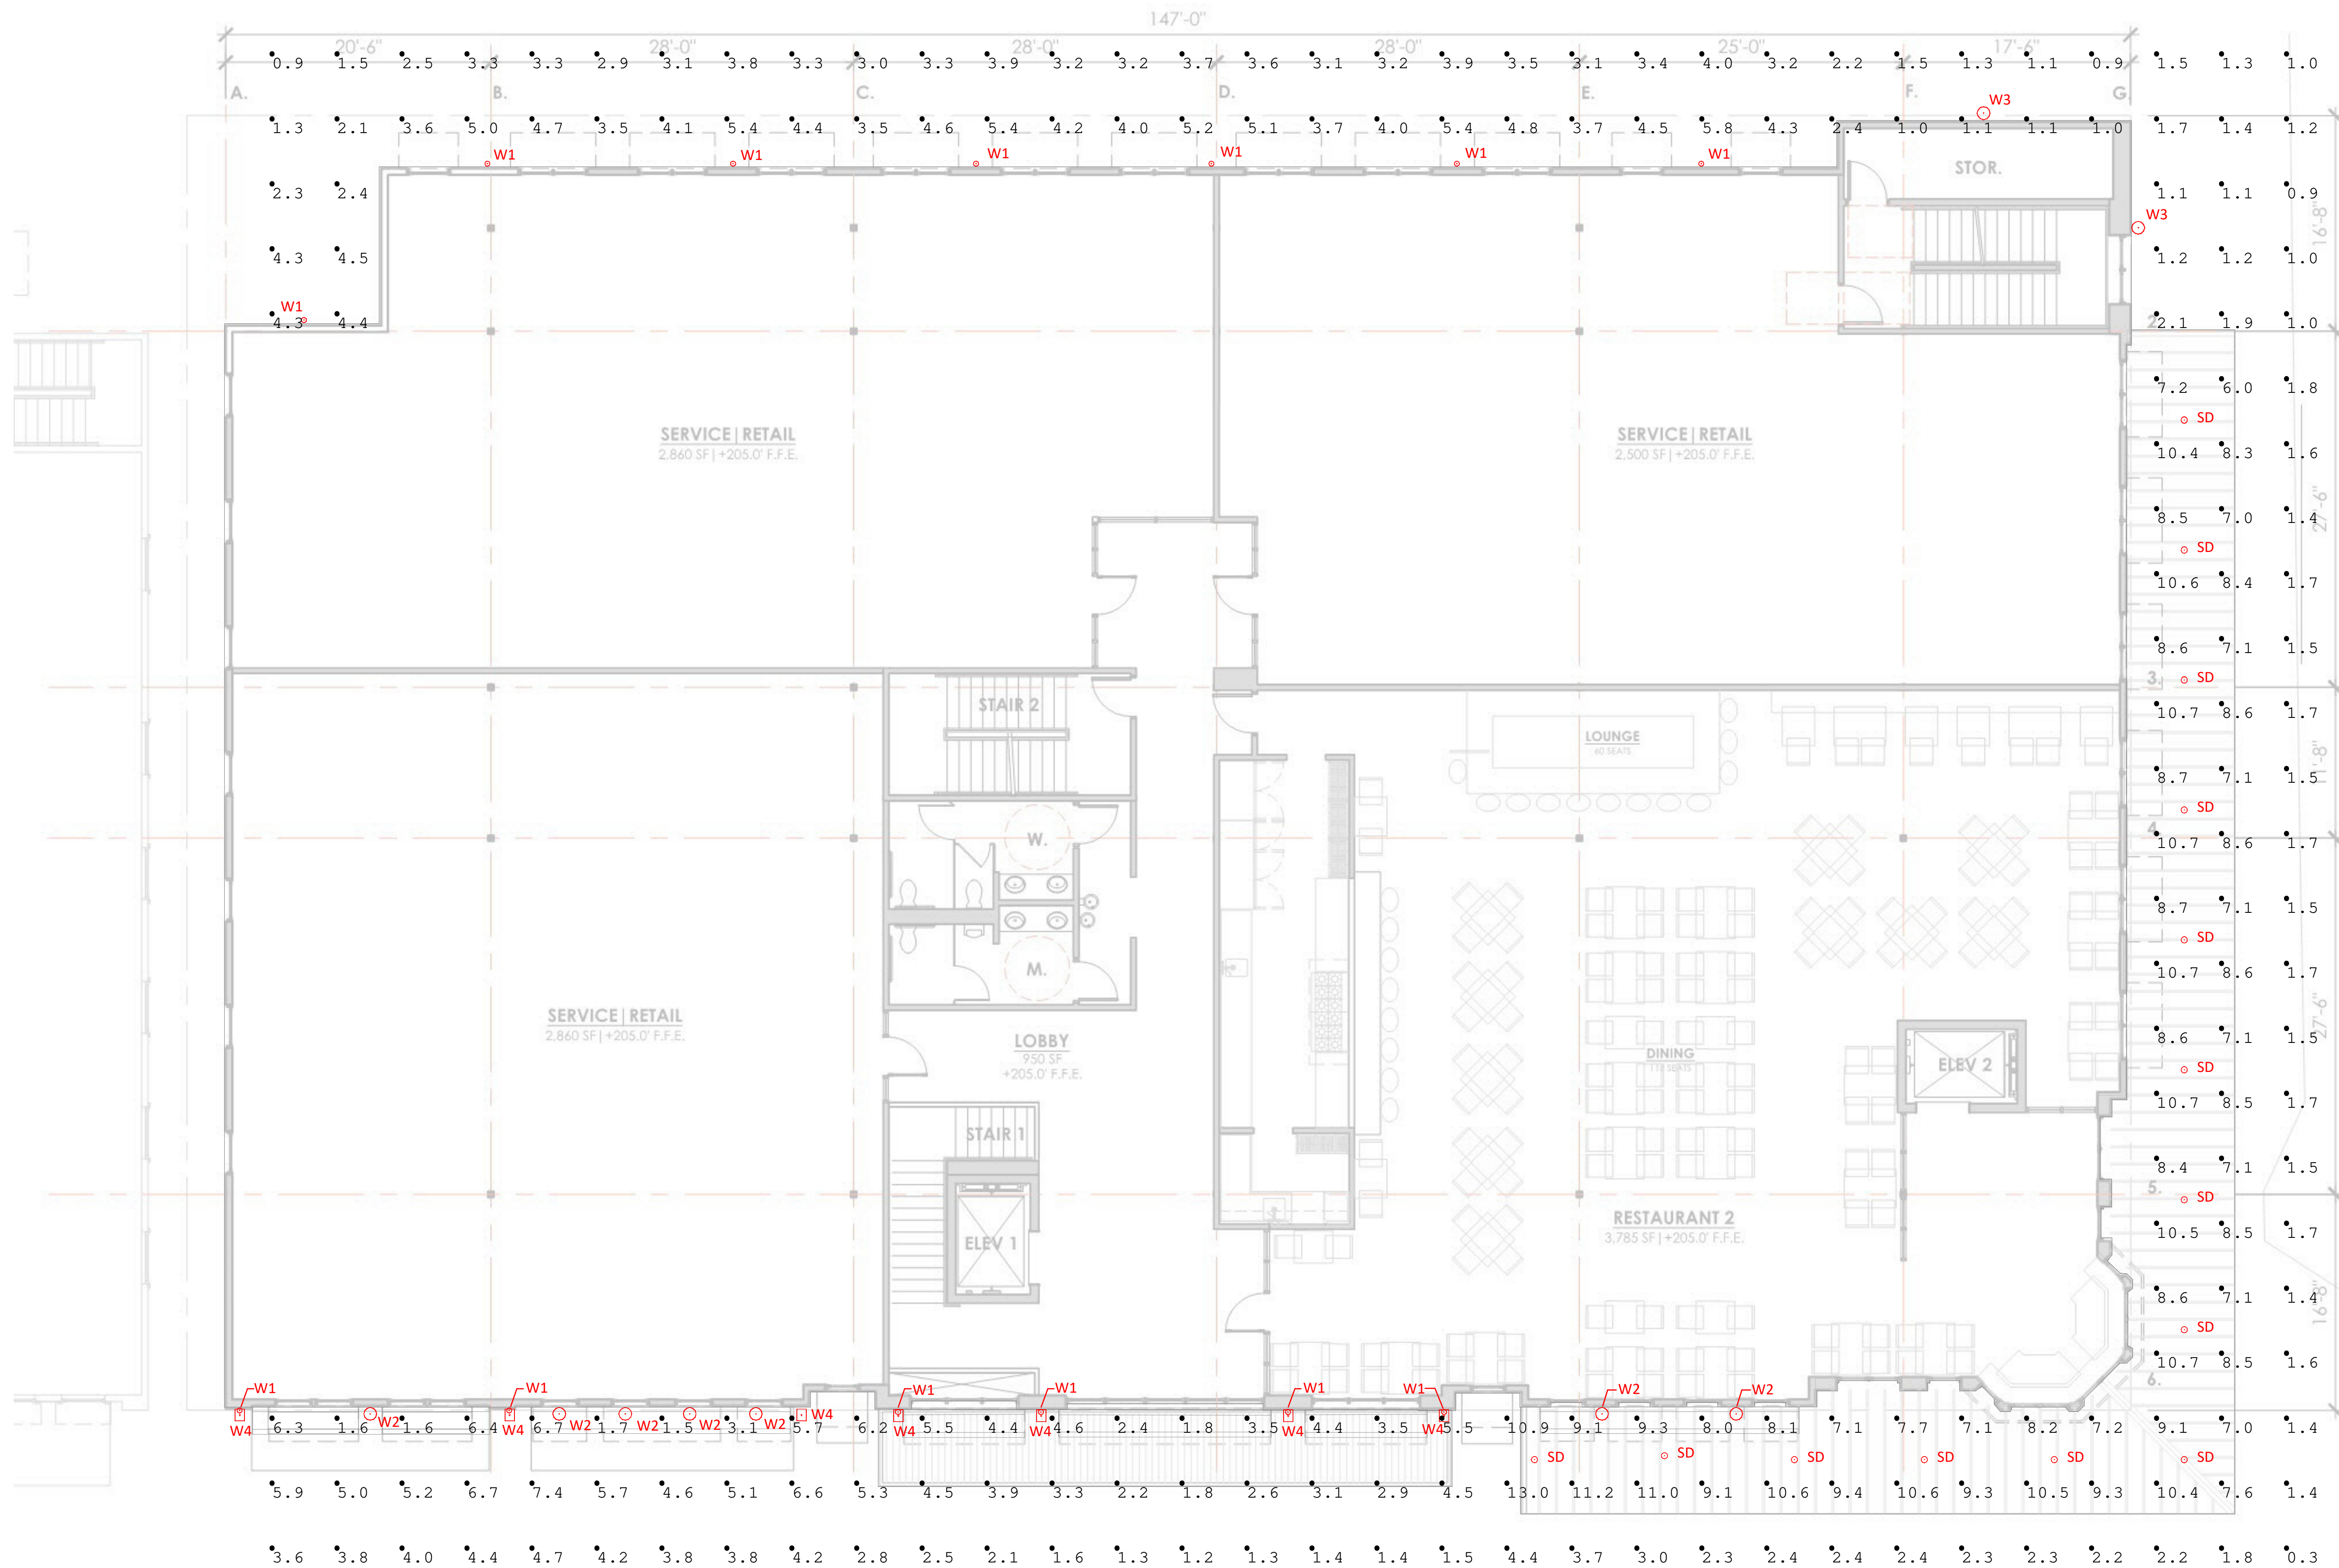 147'-0"
20'-6" 28'-0" 28'-0" 28'-0" 25'-0" 17'-6"
0.9 1.5 2.5 3.3 3.3 2.9 3.1 3.8 3.3 3.0 3.3 3.9 3.2 3.2 3.7 3.6 3.1 3.2 3.9 3.5 3.1 3.4 4.0 3.2 2.2 1.5 1.3 1.1 0.9 1.5 1.3 1.0
A. B. C. D. E. F. G.
W3
1.3 2.1 3.6 5.0 4.7 3.5 4.1 5.4 4.4 3.5 4.6 5.4 4.2 4.0 5.2 5.1 3.7 4.0 5.4 4.8 3.7 4.5 5.8 4.3 2.4 1.0 1.1 1.1 1.0 1.7 1.4 1.2
W1 W1 W1 W1 W1 W1
STOR.
2.3 2.4 1.1 1.1 0.9
W3
16'-8"
4.3 4.5 1.2 1.2 1.0
W1
4.3 4.4 2. 2.1 1.9 1.0
7.2 6.0 1.8
SD
SERVICE|RETAIL SERVICE|RETAIL
2,860 SF|+205.0' F.F.E. 2,500 SF|+205.0' F.F.E.
10.4 8.3 1.6
27'-6"
8.5 7.0 1.4
SD
10.6 8.4 1.7
8.6 7.1 1.5
3. SD
STAIR 2
10.7 8.6 1.7
LOUNGE
60 SEATS
11'-8"
8.7 7.1 1.5
SD
4.
W.
10.7 8.6 1.7
8.7 7.1 1.5
SD
M.
10.7 8.6 1.7
SERVICE|RETAIL
2,860 SF|+205.0' F.F.E.
27'-6"
8.6 7.1 1.5
LOBBY
950 SF
+205.0' F.F.E.
DINING
ELEV 2
SD
10.7 8.5 1.7
STAIR 1
8.4 7.1 1.5
5. SD
RESTAURANT 2
3,785 SF|+205.0' F.F.E.
10.5 8.5 1.7
ELEV 1
16'-8"
8.6 7.1 1.4
SD
10.7 8.5 1.6
6.
W1 W1 W1 W1 W1 W1 W2 W2
W2 W2 W2 W2 W2 W4
6.3 1.6 1.6 6.4 6.7 1.7 1.5 3.1 5.7 6.2 5.5 4.4 4.6 2.4 1.8 3.5 4.4 3.5 5.5 10.9 9.1 9.3 8.0 8.1 7.1 7.7 7.1 8.2 7.2 9.1 7.0 1.4
W4 W4 W4 W4 W4 W4
SD SD SD SD SD SD
5.9 5.0 5.2 6.7 7.4 5.7 4.6 5.1 6.6 5.3 4.5 3.9 3.3 2.2 1.8 2.6 3.1 2.9 4.5 13.0 11.2 11.0 9.1 10.6 9.4 10.6 9.3 10.5 9.3 10.4 7.6 1.4
3.6 3.8 4.0 4.4 4.7 4.2 3.8 3.8 4.2 2.8 2.5 2.1 1.6 1.3 1.2 1.3 1.4 1.4 1.5 4.4 3.7 3.0 2.3 2.4 2.4 2.4 2.3 2.3 2.2 2.2 1.8 0.3